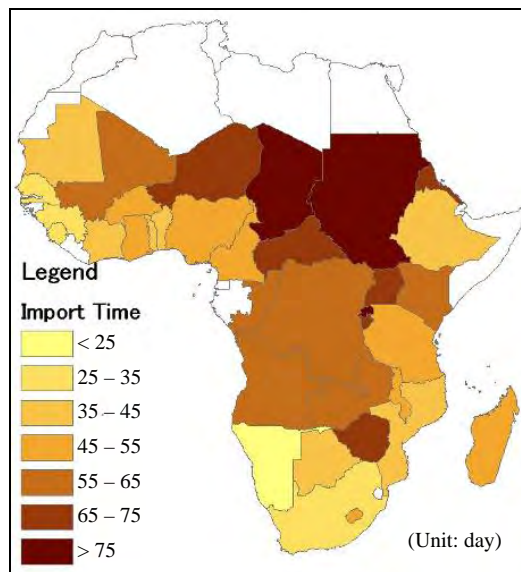 Legend
Import Time
< 25
25 – 35
35 – 45
45 – 55
55 – 65
65 – 75
> 75
(Unit: day)